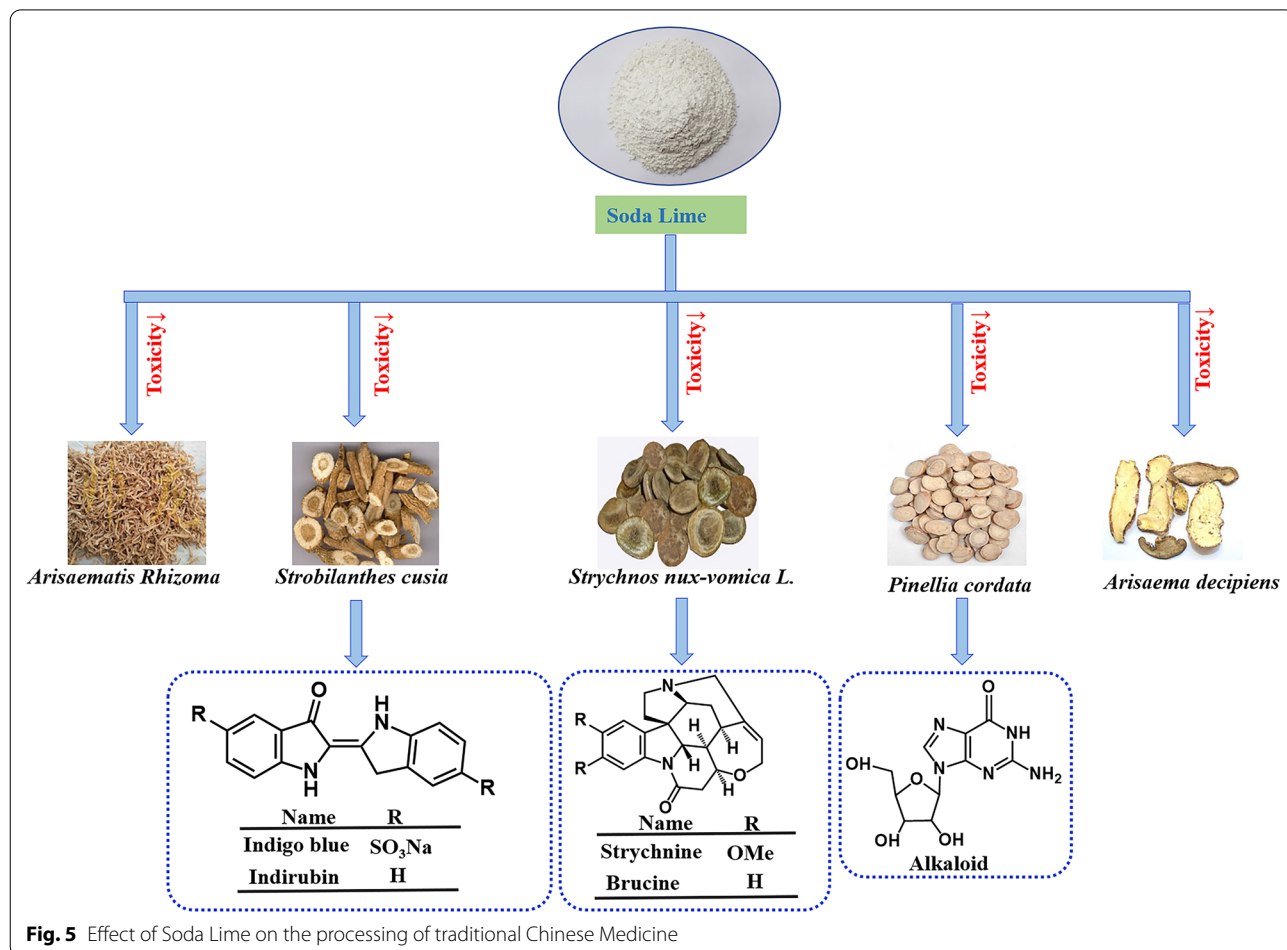 Soda Lime
Toxicity↓
Toxicity↓
Toxicity↓
Toxicity↓
Toxicity↓
Arisaematis Rhizoma
Strobilanthes cusia
Strychnos nux-vomica L.
Pinellia cordata
Arisaema decipiens
O
R
H
N
N
H
R
Name R
Indigo blue SO₃Na
Indirubin H
N
H
H
R
R
H
N
H
O
O
Name R
Strychnine OMe
Brucine H
O
N
NH
N
N
NH₂
OH
O
OH
OH
Alkaloid
Fig. 5 Effect of Soda Lime on the processing of traditional Chinese Medicine